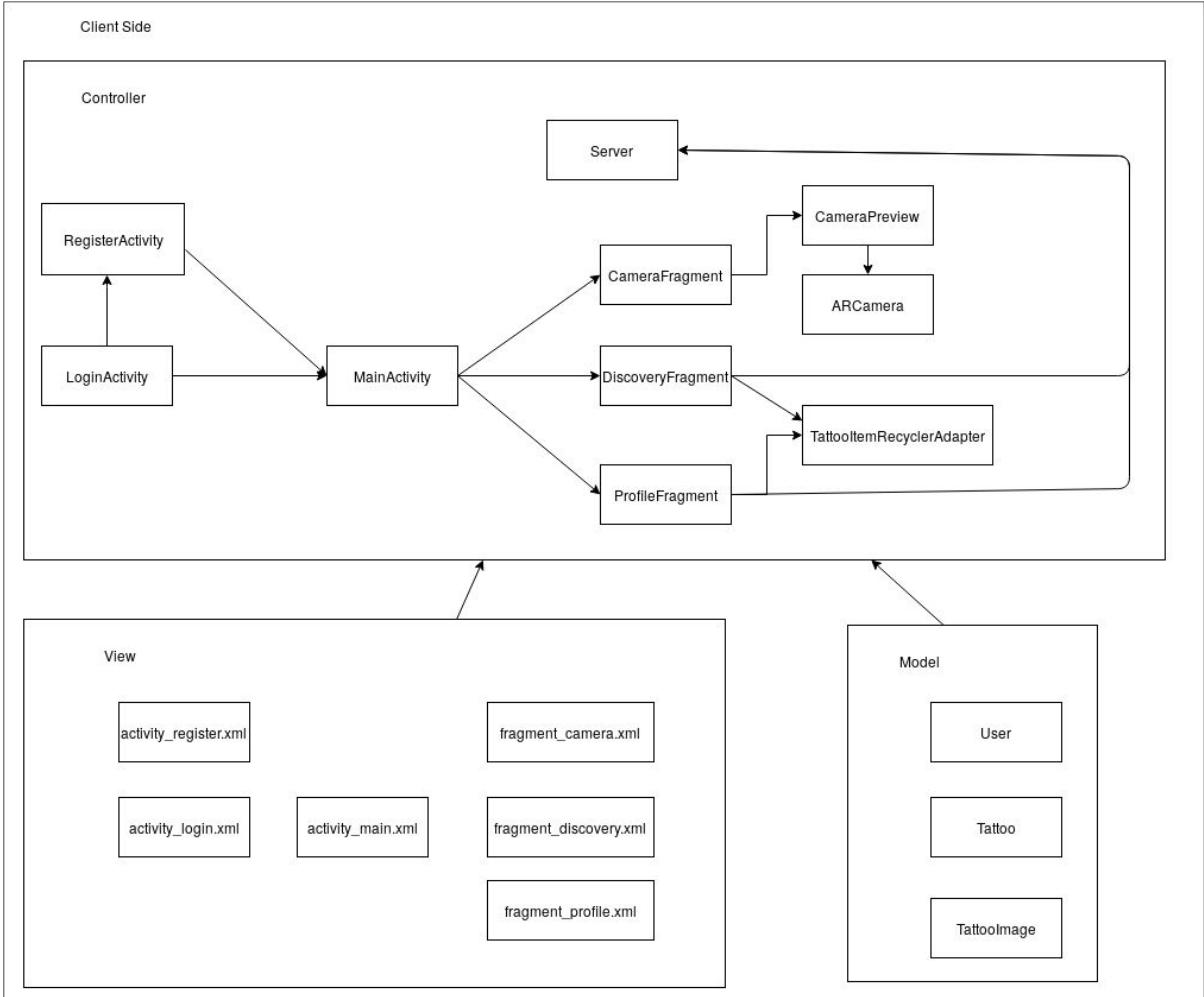 Client Side
Controller
Server
CameraPreview
RegisterActivity
CameraFragment
ARCamera
LoginActivity
MainActivity
DiscoveryFragment
TattooItemRecyclerAdapter
ProfileFragment
View
Model
activity_register.xml
fragment_camera.xml
User
activity_login.xml
activity_main.xml
fragment_discovery.xml
Tattoo
fragment_profile.xml
TattooImage